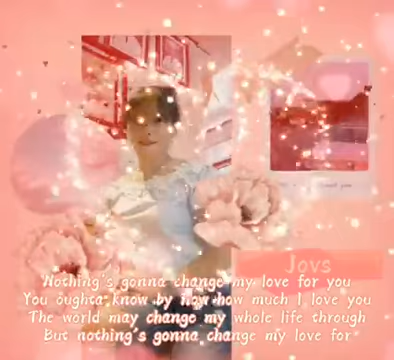 Jovs
Nothing's gonna change my love for you
You oughta know by now how much I love you
The world may change my whole life through
But nothing's gonna change my love for